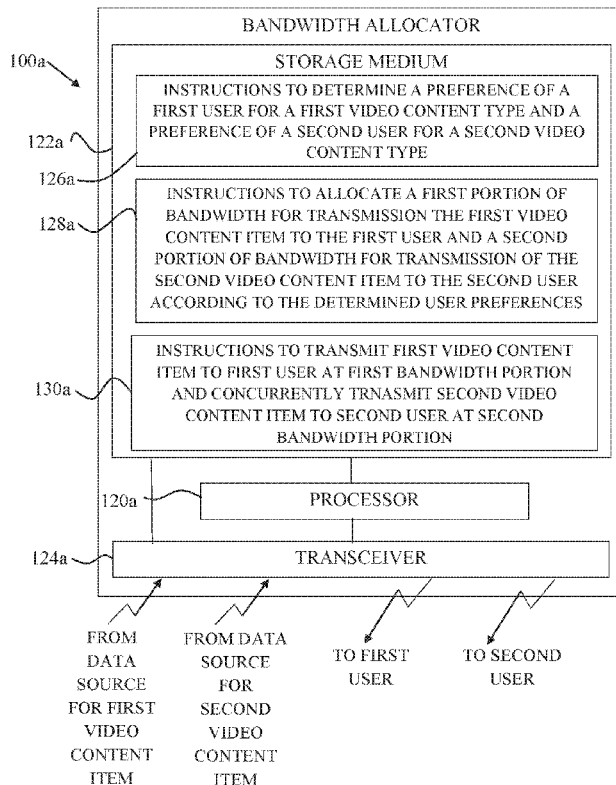 BANDWIDTH ALLOCATOR
STORAGE MEDIUM
100a
INSTRUCTIONS TO DETERMINE A PREFERENCE OF A
FIRST USER FOR A FIRST VIDEO CONTENT TYPE AND A
PREFERENCE OF A SECOND USER FOR A SECOND VIDEO
CONTENT TYPE
122a
126a
INSTRUCTIONS TO ALLOCATE A FIRST PORTION OF
BANDWIDTH FOR TRANSMISSION THE FIRST VIDEO
CONTENT ITEM TO THE FIRST USER AND A SECOND
PORTION OF BANDWIDTH FOR TRANSMISSION OF THE
SECOND VIDEO CONTENT ITEM TO THE SECOND USER
ACCORDING TO THE DETERMINED USER PREFERENCES
128a
INSTRUCTIONS TO TRANSMIT FIRST VIDEO CONTENT
ITEM TO FIRST USER AT FIRST BANDWIDTH PORTION
AND CONCURRENTLY TRNASMIT SECOND VIDEO
CONTENT ITEM TO SECOND USER AT SECOND
BANDWIDTH PORTION
130a
120a
PROCESSOR
124a
TRANSCEIVER
FROM
DATA
SOURCE
FOR FIRST
VIDEO
CONTENT
ITEM
FROM DATA
SOURCE
FOR
SECOND
VIDEO
CONTENT
ITEM
TO FIRST
USER
TO SECOND
USER